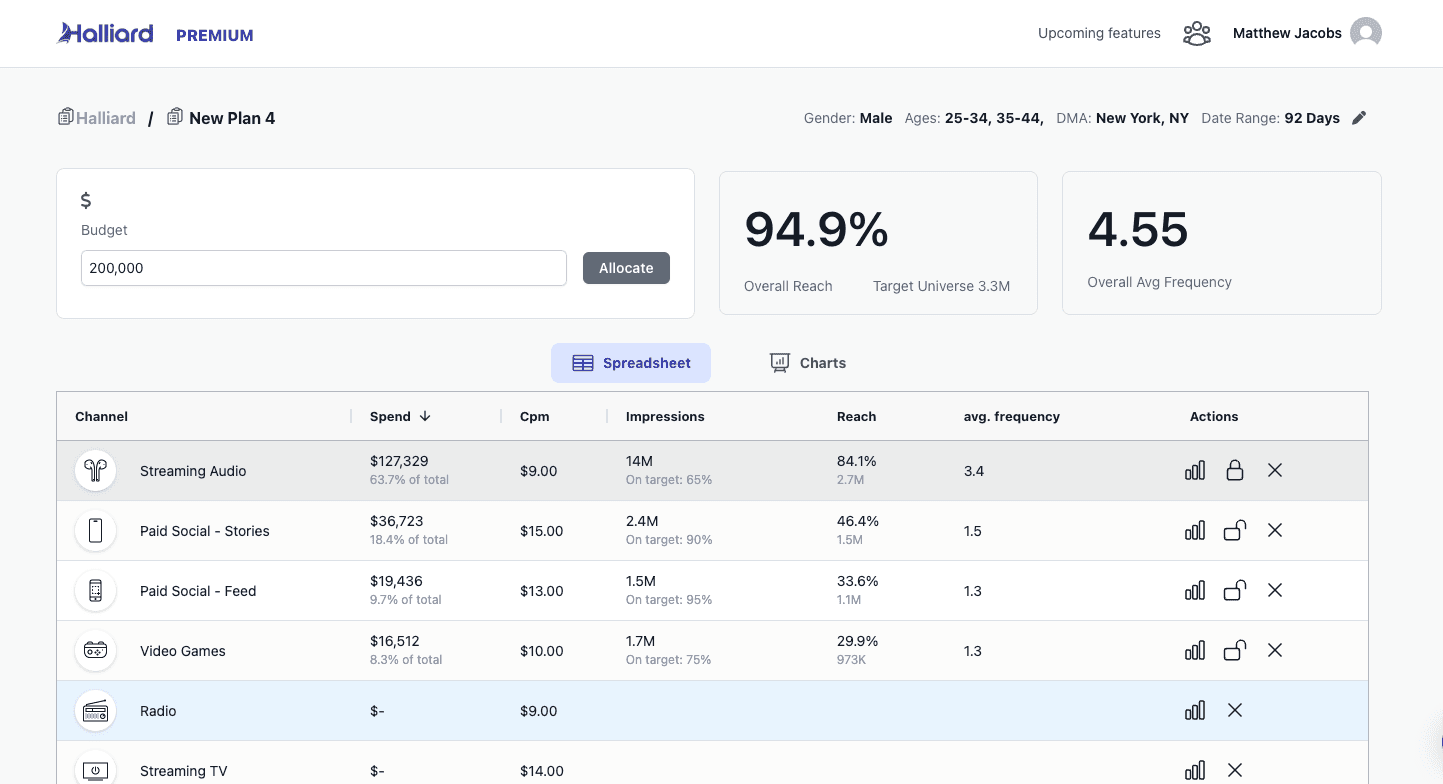 Halliard PREMIUM
Upcoming features
Matthew Jacobs
Halliard / New Plan 4
Gender: Male Ages: 25-34, 35-44, DMA: New York, NY Date Range: 92 Days
$
Budget
200,000
Allocate
94.9%
Overall Reach Target Universe 3.3M
4.55
Overall Avg Frequency
Spreadsheet
Charts
Channel Spend Cpm Impressions Reach avg. frequency Actions
Streaming Audio $127,329 $9.00 14M 84.1% 3.4
63.7% of total On target: 65% 2.7M
Paid Social - Stories $36,723 $15.00 2.4M 46.4% 1.5
18.4% of total On target: 90% 1.5M
Paid Social - Feed $19,436 $13.00 1.5M 33.6% 1.3
9.7% of total On target: 95% 1.1M
Video Games $16,512 $10.00 1.7M 29.9% 1.3
8.3% of total On target: 75% 973K
Radio $- $9.00
Streaming TV $- $14.00